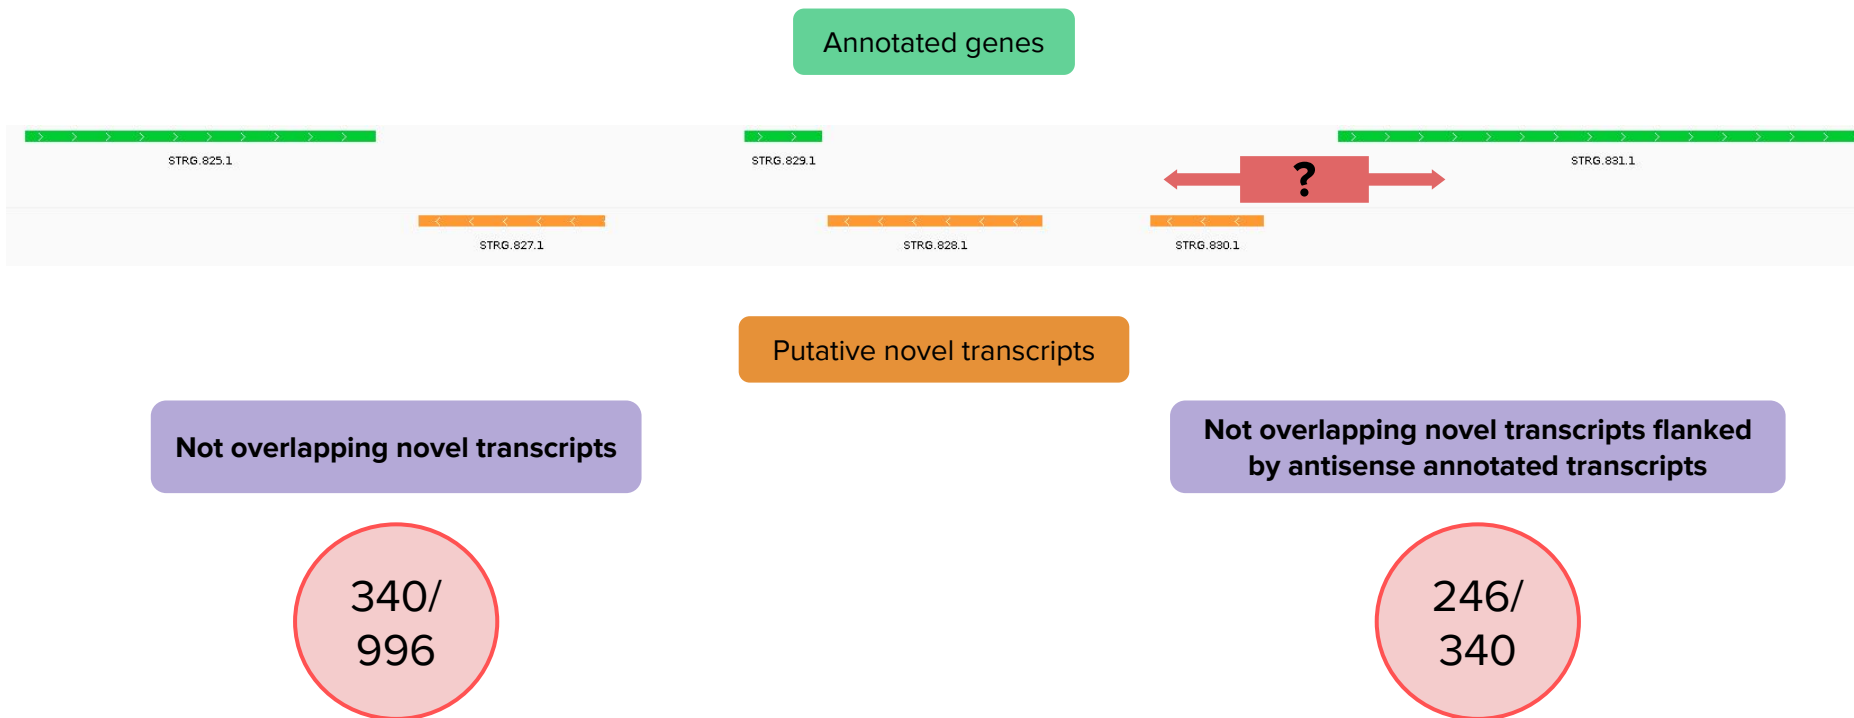 Annotated genes
STRG.825.1
STRG.829.1
STRG.831.1
?
STRG.827.1
STRG.828.1
STRG.830.1
Putative novel transcripts
Not overlapping novel transcripts
Not overlapping novel transcripts flanked
by antisense annotated transcripts
340/
996
246/
340